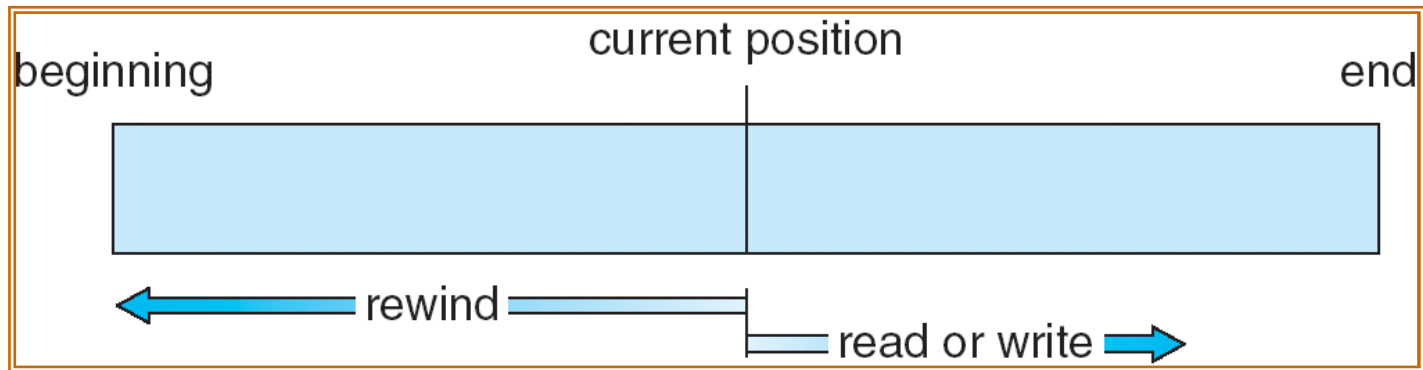 current position
beginning
end
rewind
read or write